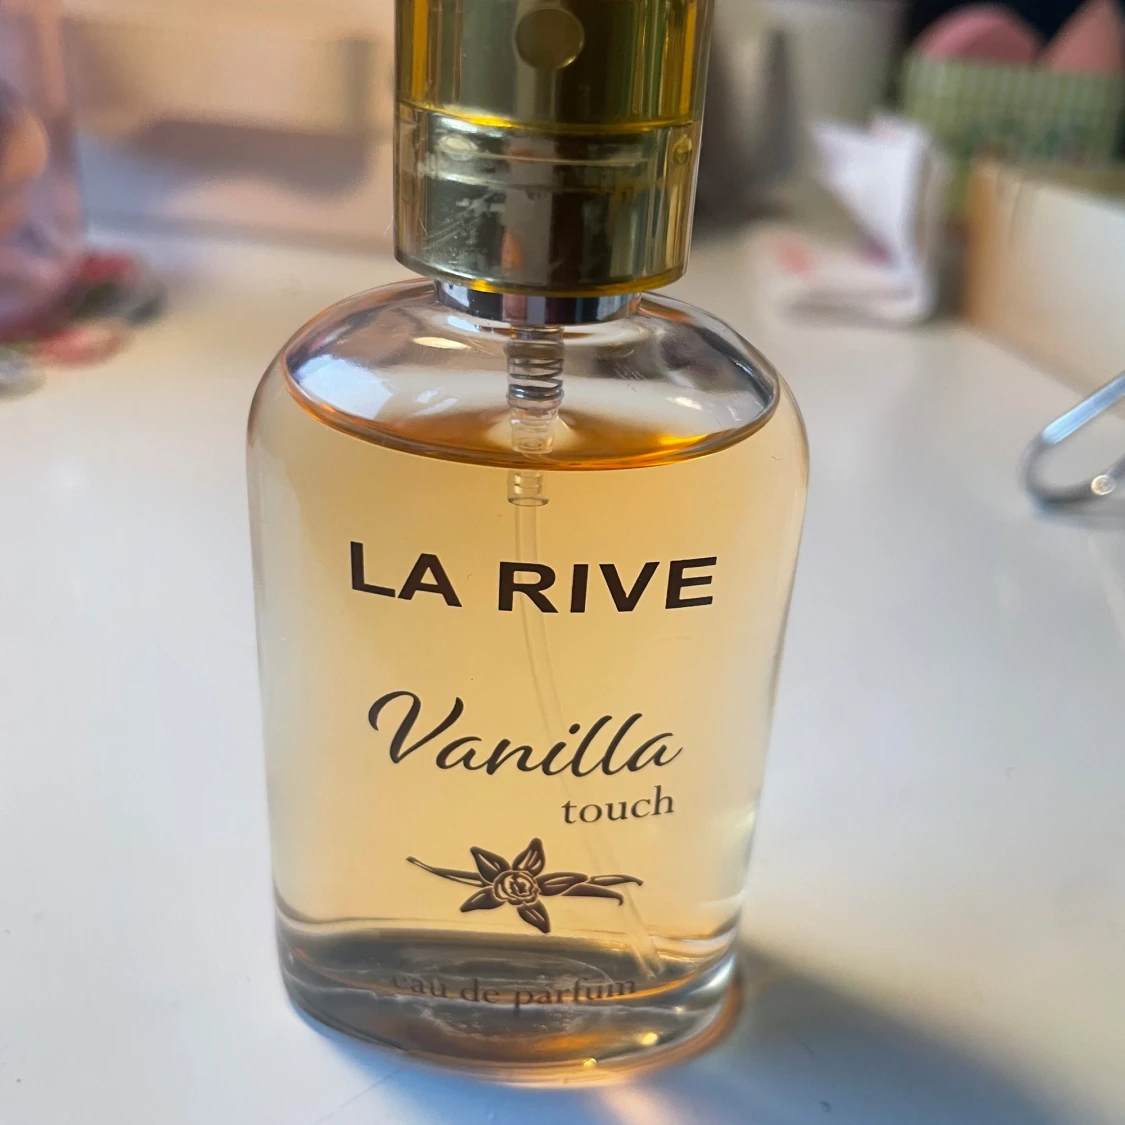 LA RIVE
Vanilla
touch
eau de parfum